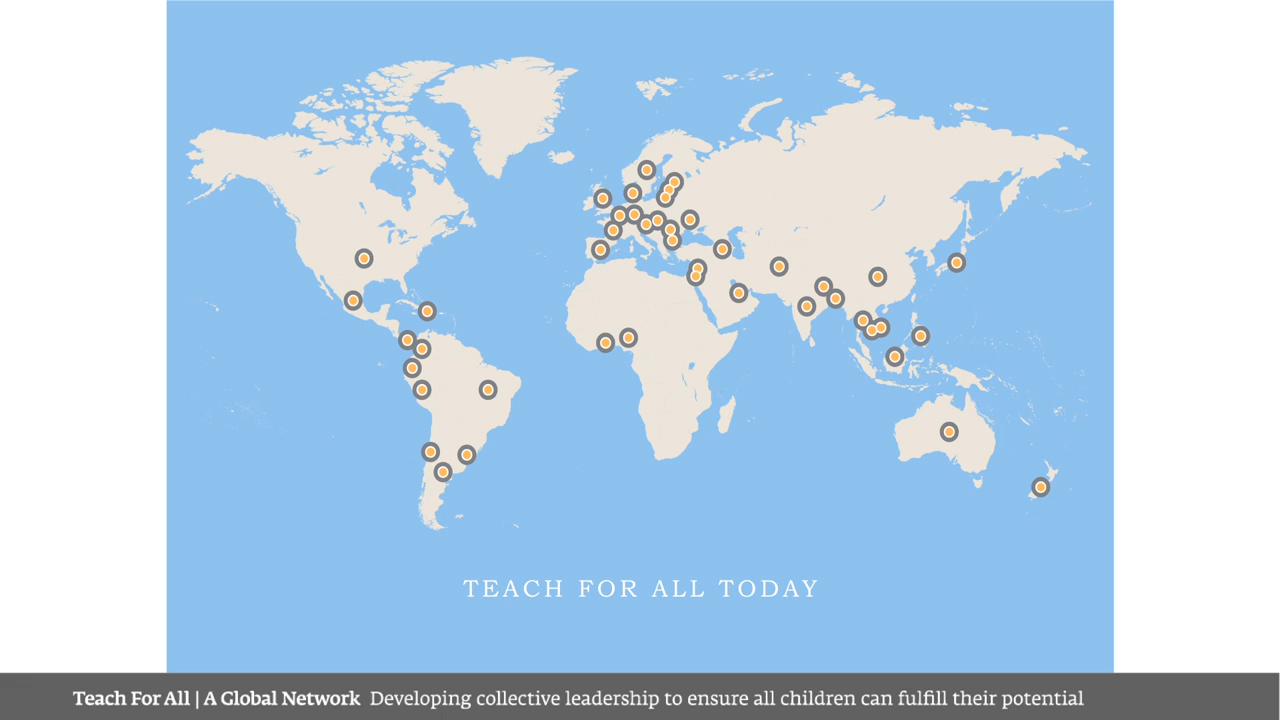 TEACH FOR ALL TODAY
Teach For All | A Global Network Developing collective leadership to ensure all children can fulfill their potential